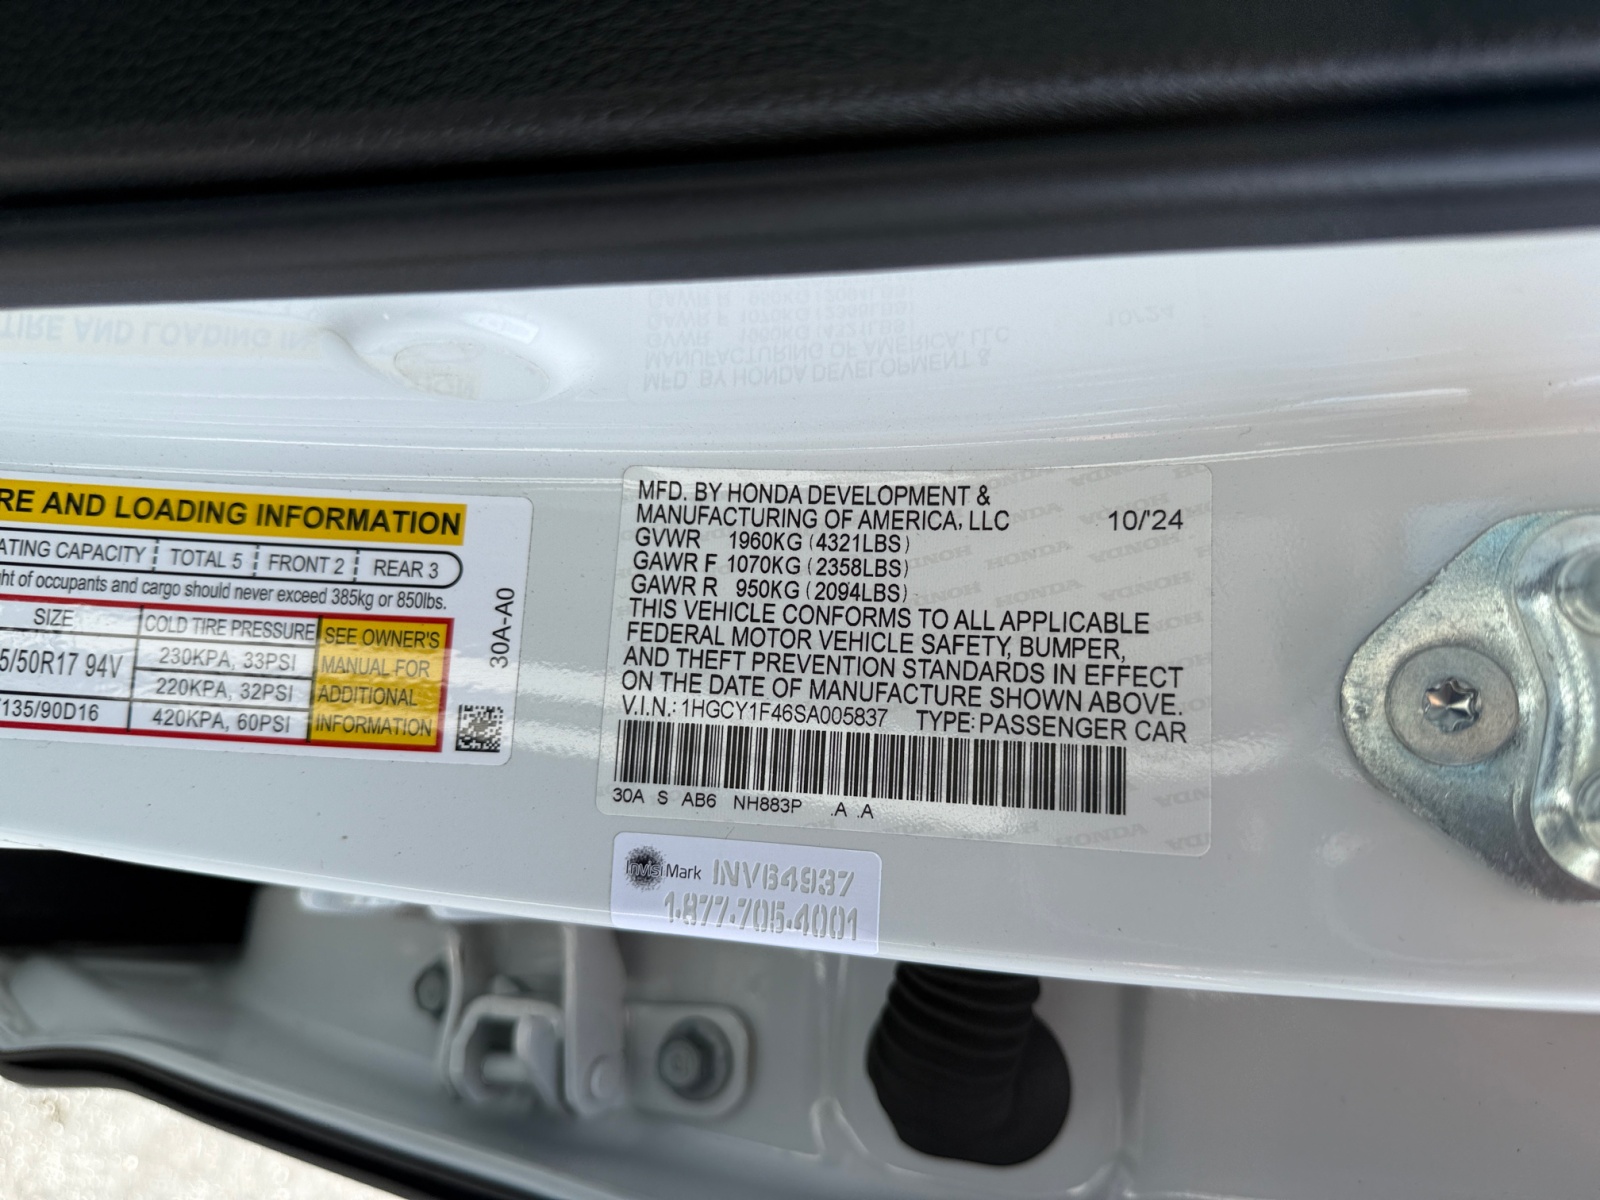 RE AND LOADING INFORMATION
ATING CAPACITY TOTAL 5 FRONT 2 REAR 3
ht of occupants and cargo should never exceed 385kg or 850lbs.
SIZE COLD TIRE PRESSURE SEE OWNER'S
5/50R17 94V 230KPA, 33PSI MANUAL FOR
220KPA, 32PSI ADDITIONAL
135/90D16 420KPA, 60PSI INFORMATION
30A-A0
MFD. BY HONDA DEVELOPMENT &
MANUFACTURING OF AMERICA, LLC 10/24
GVWR 1960KG (4321LBS)
GAWR F 1070KG (2358LBS)
GAWR R 950KG (2094LBS)
THIS VEHICLE CONFORMS TO ALL APPLICABLE
FEDERAL MOTOR VEHICLE SAFETY, BUMPER,
AND THEFT PREVENTION STANDARDS IN EFFECT
ON THE DATE OF MANUFACTURE SHOWN ABOVE.
V.I.N.: 1HGCY1F46SA005837 TYPE: PASSENGER CAR
30A S AB6 NH883P .A .A
InvisiMark INV64937
1-877-705-4001